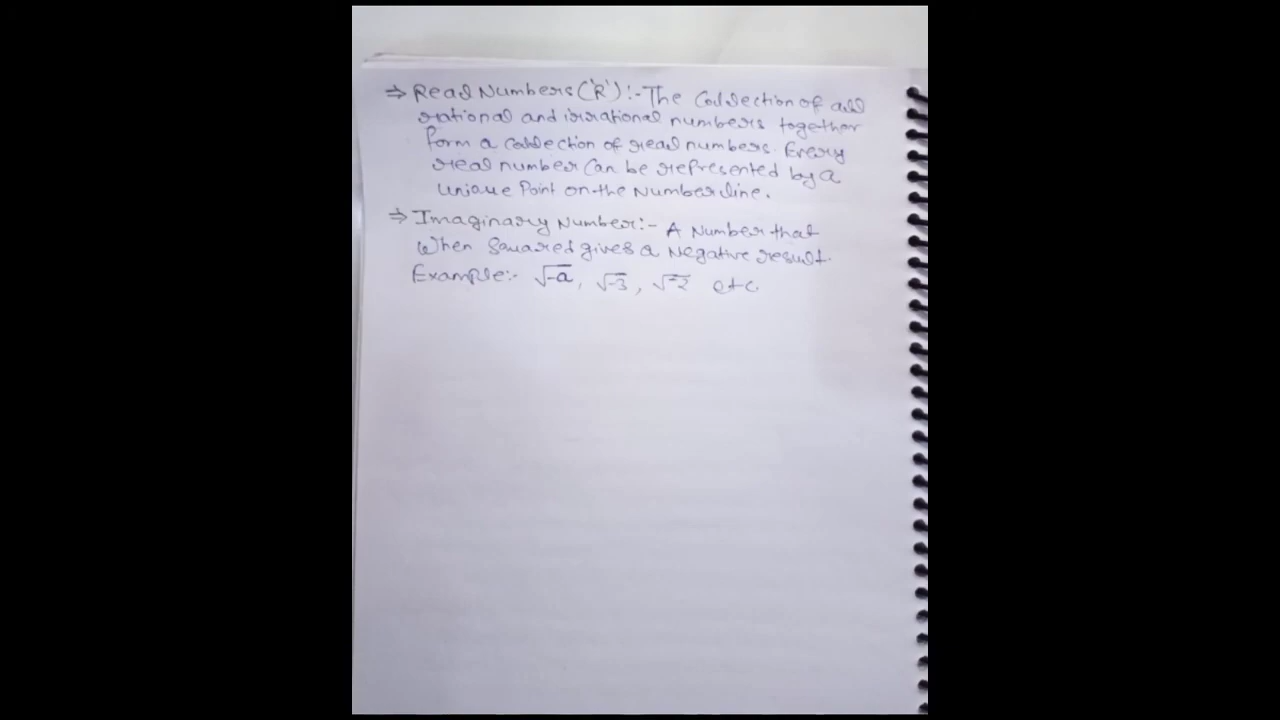 ⇒ Real Numbers ('R') :- The Collection of all
rational and irrational numbers together
form a collection of real numbers. Every
real number can be represented by a
unique Point on the Number line.
⇒ Imaginary Number :- A Number that
When Squared gives a Negative result.
Example :- √-a, √-3, √-2 etc